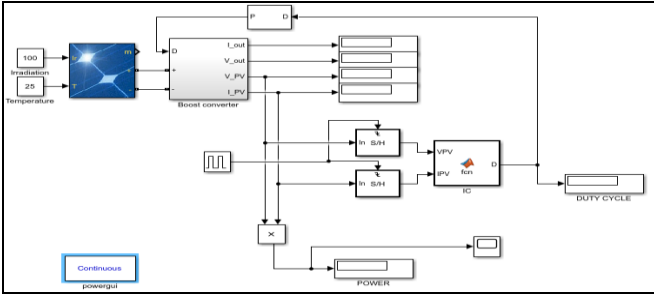 P D
I_out
100 Ir m D V_out
Irradiation + + V_PV
25 T - - I_PV
Temperature Boost converter
In S/H VPV
fcn D
In S/H IPV
IC
DUTY CYCLE
×
Continuous
powergui POWER